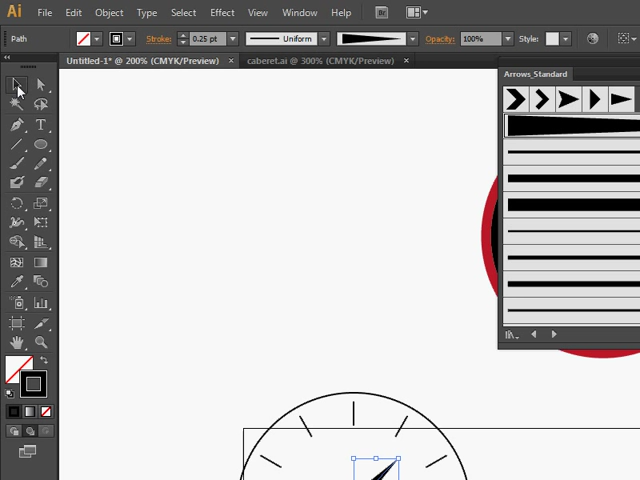 Ai File Edit Object Type Select Effect View Window Help Br
Path Stroke: 0.25 pt Uniform Opacity: 100% Style:
Untitled-1* @ 200% (CMYK/Preview) × caberet.ai @ 300% (CMYK/Preview) ×
Arrows_Standard
T